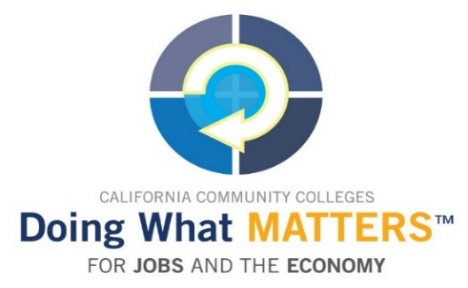 CALIFORNIA COMMUNITY COLLEGES
Doing What MATTERS™
FOR JOBS AND THE ECONOMY